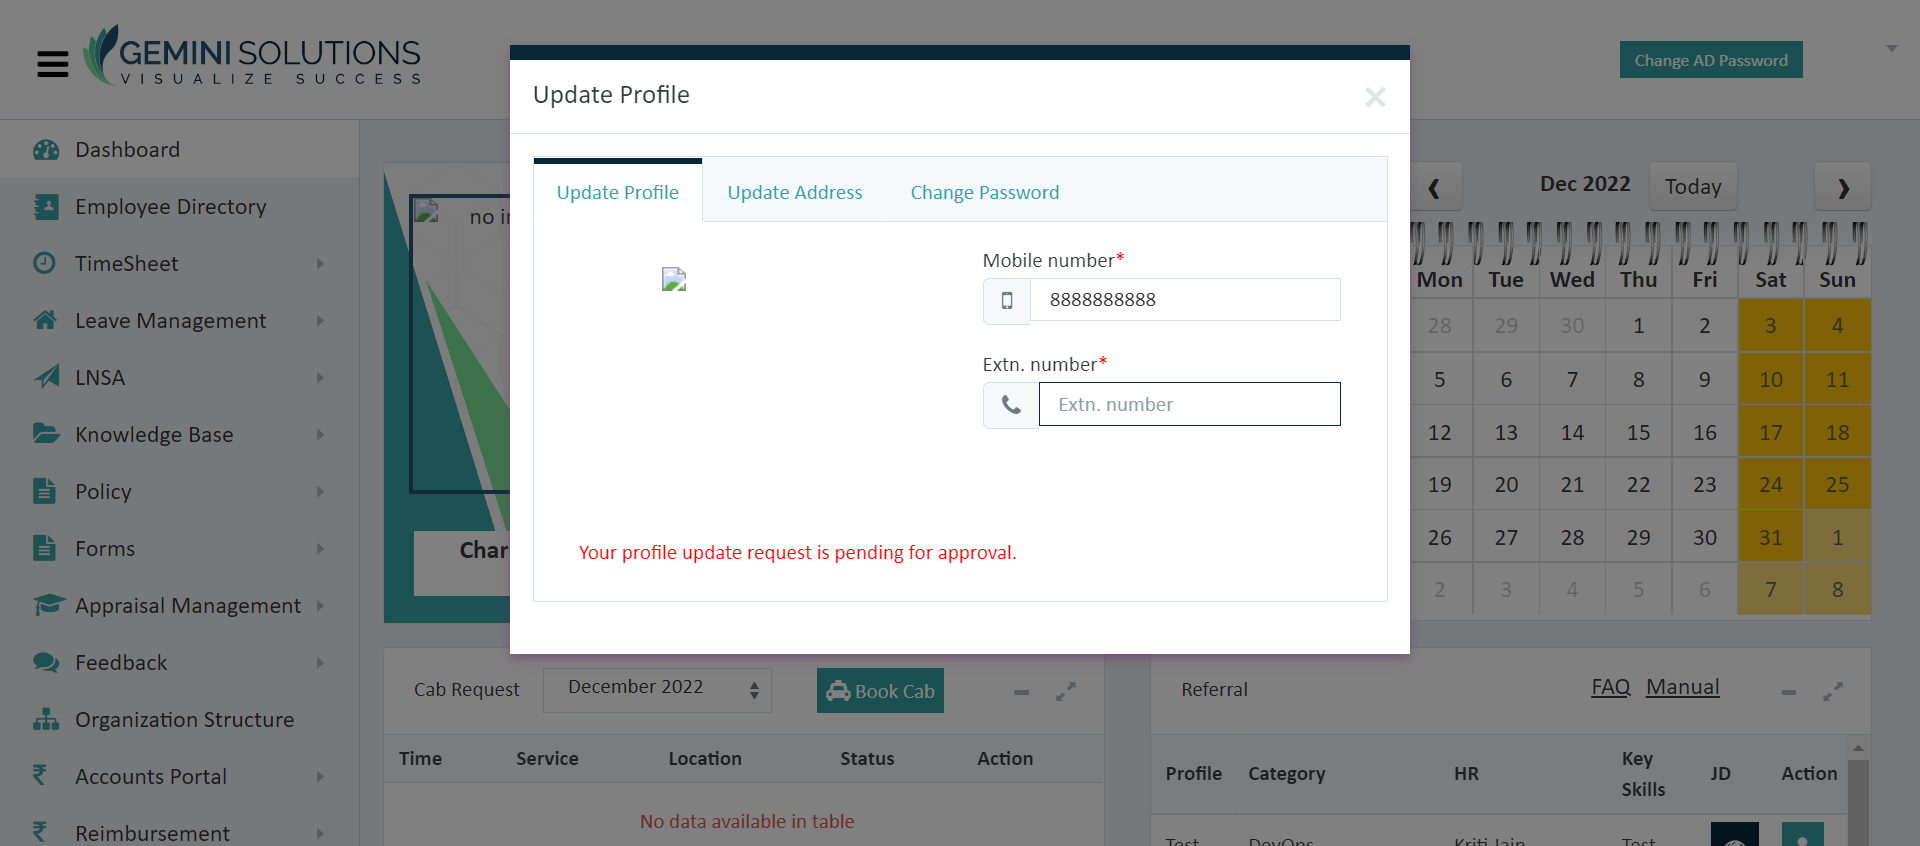 GEMINI SOLUTIONS
VISUALIZE SUCCESS
Change AD Password
Dashboard
Employee Directory
TimeSheet
Leave Management
LNSA
Knowledge Base
Policy
Forms
Appraisal Management
Feedback
Organization Structure
Accounts Portal
Reimbursement
no
Char
Update Profile
×
Update Profile
Update Address
Change Password
Mobile number*
8888888888
Extn. number*
Extn. number
Your profile update request is pending for approval.
Dec 2022
Today
Mon Tue Wed Thu Fri Sat Sun
28 29 30 1 2 3 4
5 6 7 8 9 10 11
12 13 14 15 16 17 18
19 20 21 22 23 24 25
26 27 28 29 30 31 1
2 3 4 5 6 7 8
Cab Request
December 2022
Book Cab
Time Service Location Status Action
No data available in table
Referral
FAQ Manual
Profile Category HR Key Skills JD Action
Test DevOps Kriti Jain Test